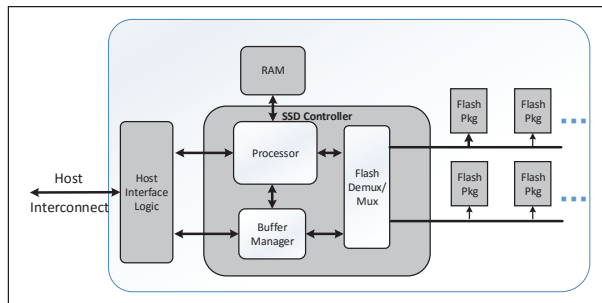 RAM
SSD Controller
Flash
Pkg
Flash
Pkg
Processor
Host
Interface
Logic
Flash
Demux/
Mux
Host
Interconnect
Flash
Pkg
Flash
Pkg
Buffer
Manager